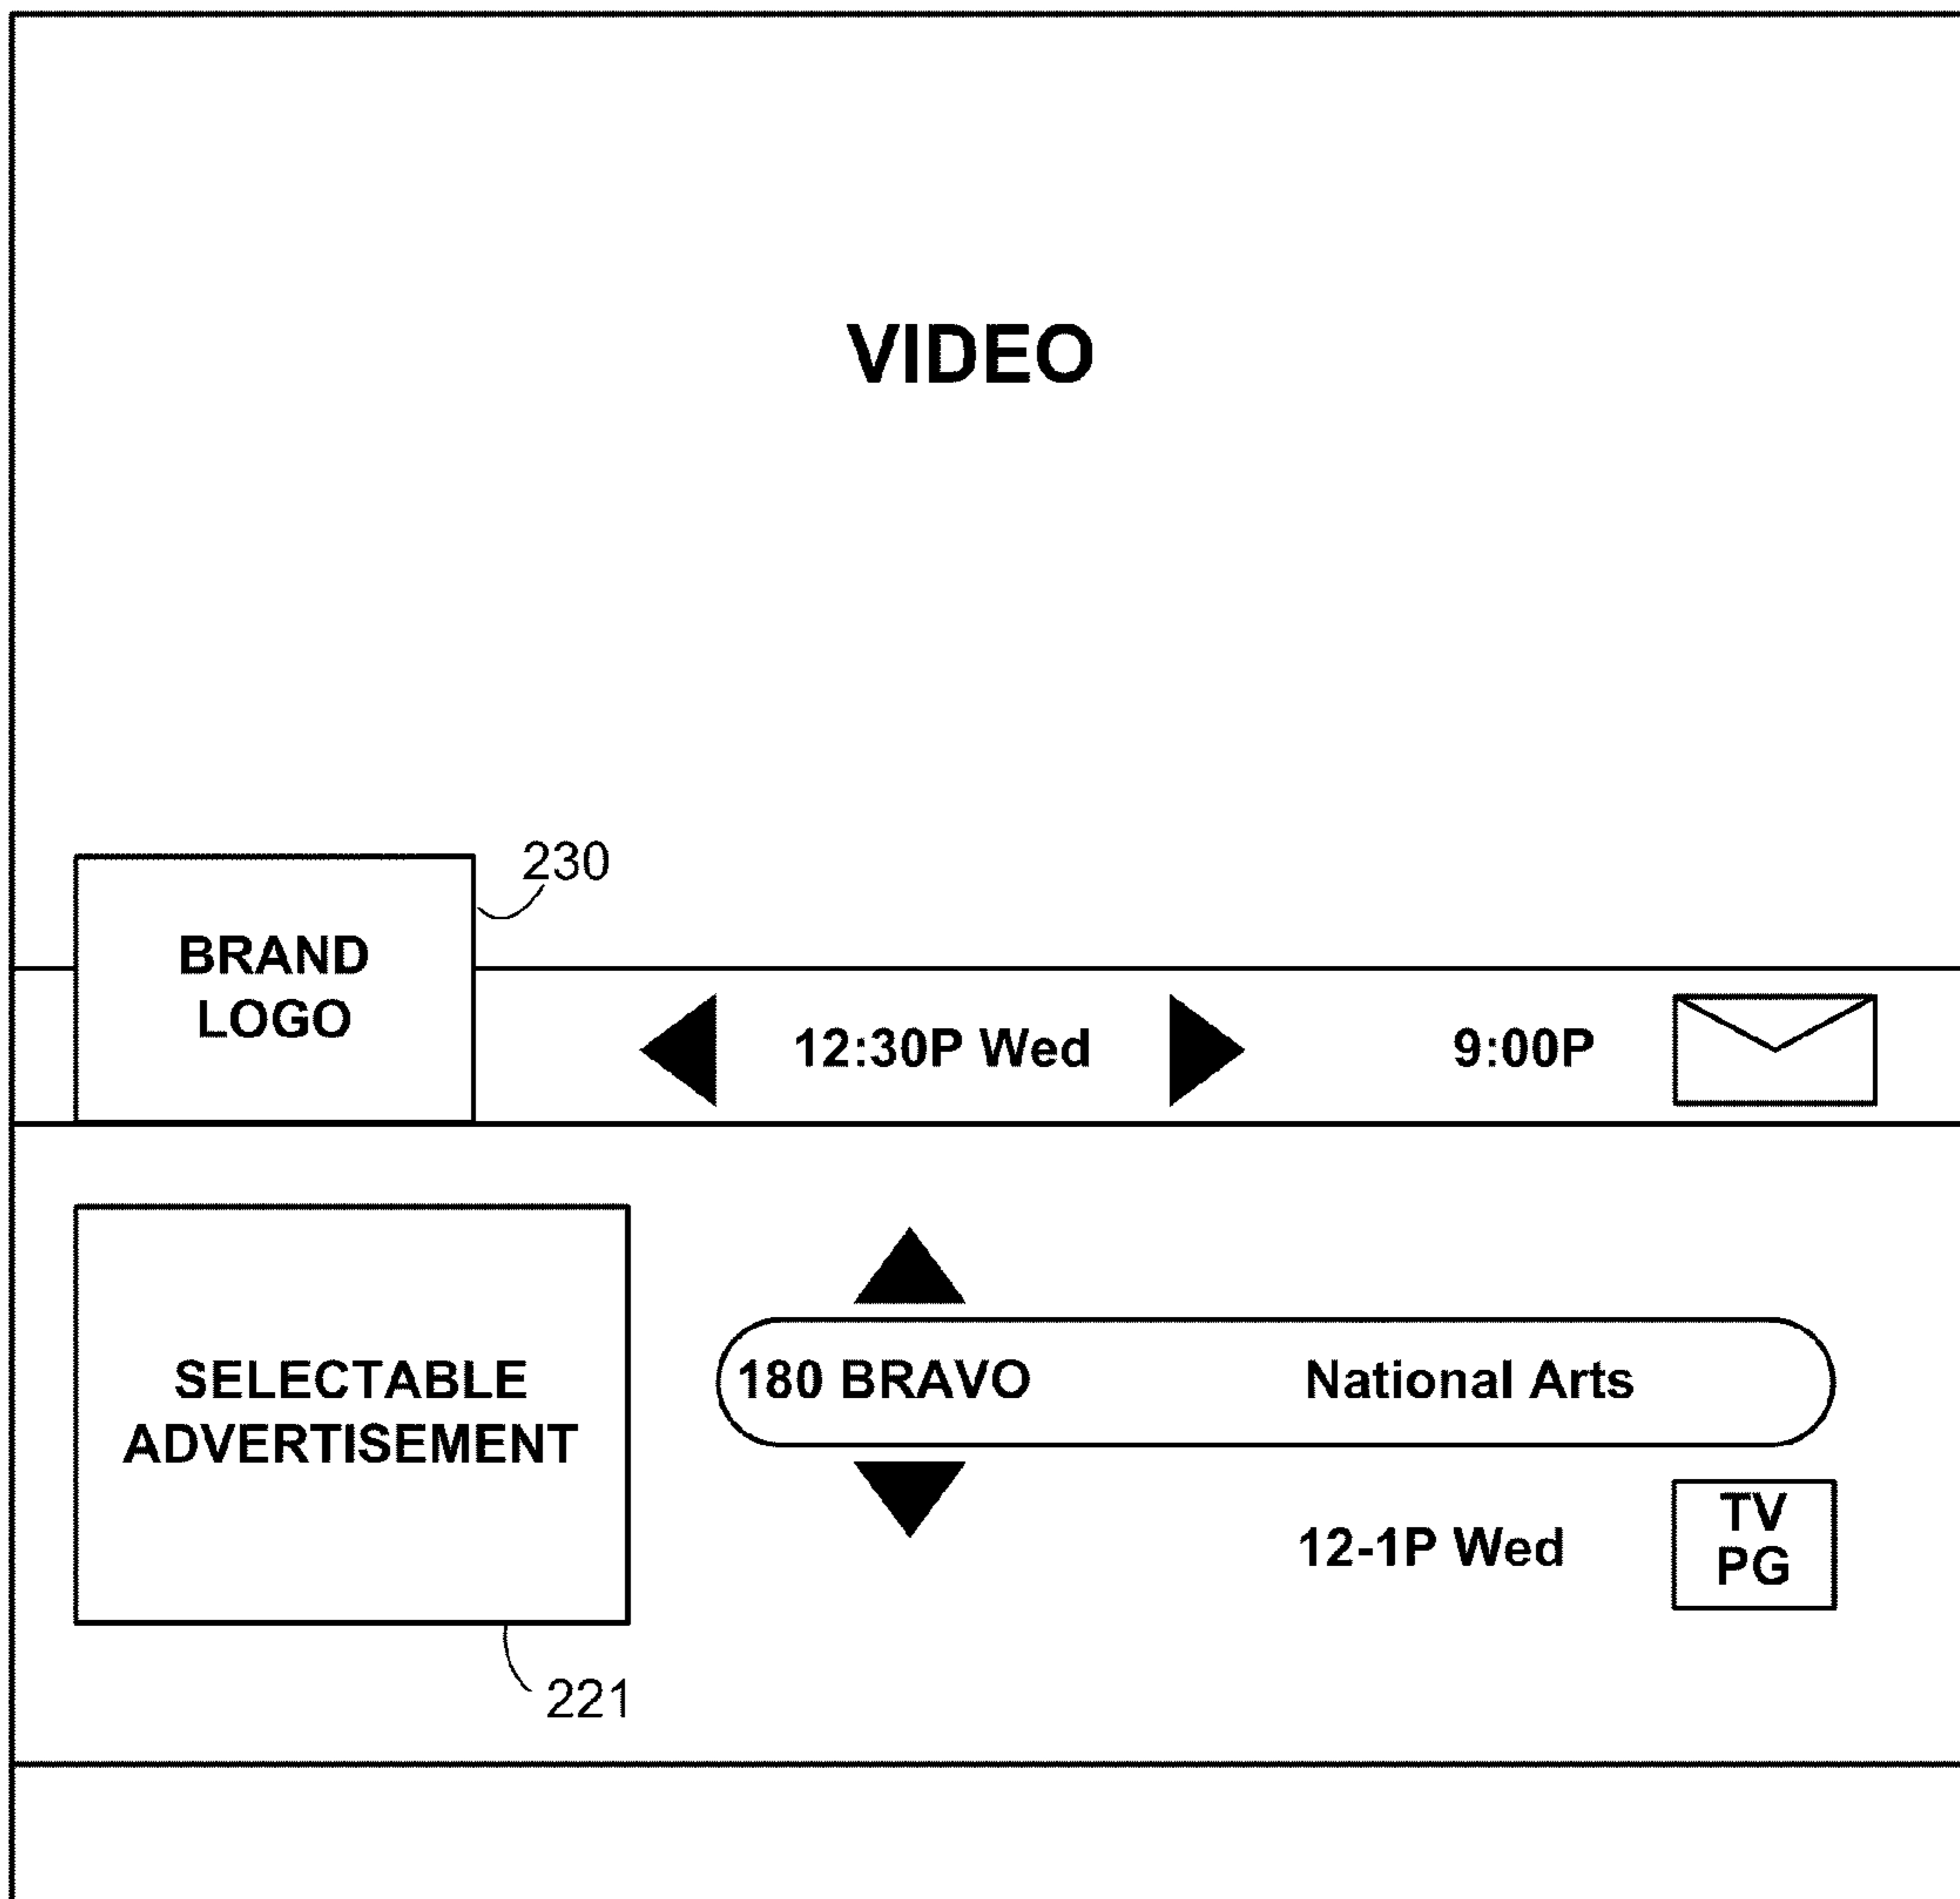 VIDEO
230
BRAND
LOGO
12:30P Wed
9:00P
SELECTABLE
ADVERTISEMENT
180 BRAVO
National Arts
12-1P Wed
TV
PG
221